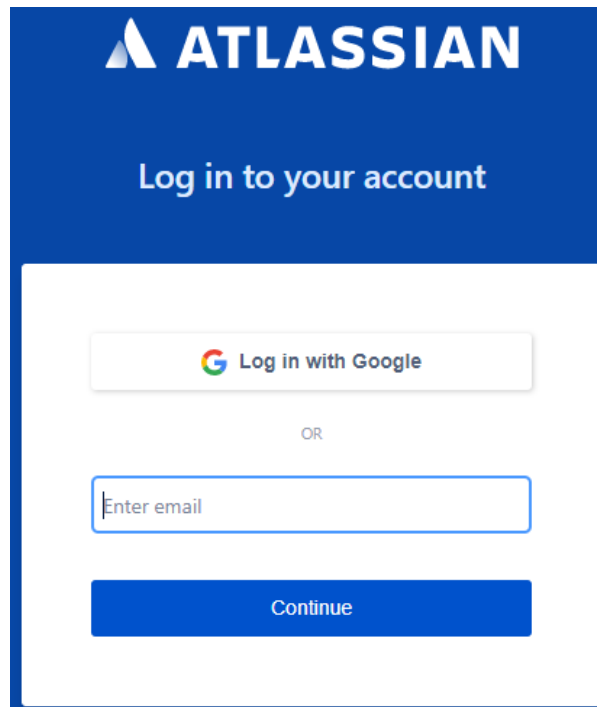 ATLASSIAN
Log in to your account
Log in with Google
OR
Enter email
Continue